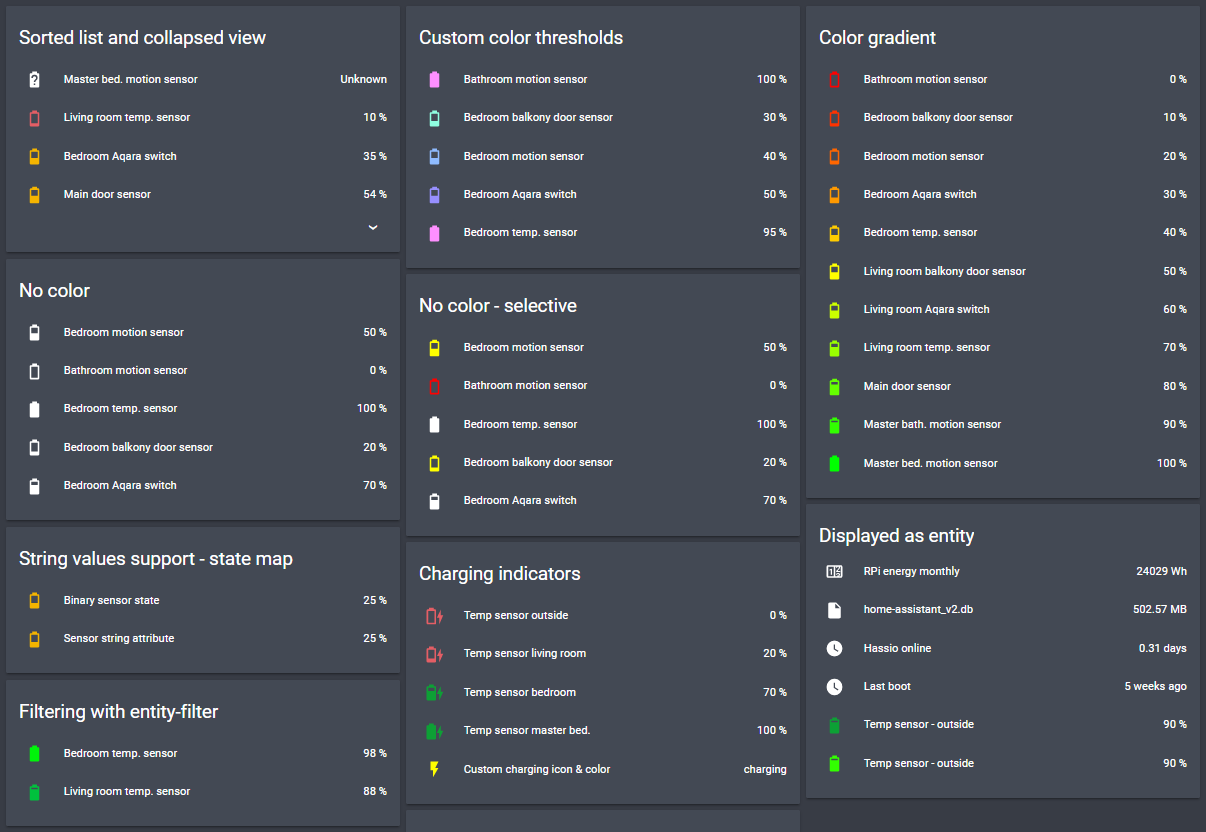 Sorted list and collapsed view
Master bed. motion sensor Unknown
Living room temp. sensor 10 %
Bedroom Aqara switch 35 %
Main door sensor 54 %
No color
Bedroom motion sensor 50 %
Bathroom motion sensor 0 %
Bedroom temp. sensor 100 %
Bedroom balkony door sensor 20 %
Bedroom Aqara switch 70 %
String values support - state map
Binary sensor state 25 %
Sensor string attribute 25 %
Filtering with entity-filter
Bedroom temp. sensor 98 %
Living room temp. sensor 88 %
Custom color thresholds
Bathroom motion sensor 100 %
Bedroom balkony door sensor 30 %
Bedroom motion sensor 40 %
Bedroom Aqara switch 50 %
Bedroom temp. sensor 95 %
No color - selective
Bedroom motion sensor 50 %
Bathroom motion sensor 0 %
Bedroom temp. sensor 100 %
Bedroom balkony door sensor 20 %
Bedroom Aqara switch 70 %
Charging indicators
Temp sensor outside 0 %
Temp sensor living room 20 %
Temp sensor bedroom 70 %
Temp sensor master bed. 100 %
Custom charging icon & color charging
Color gradient
Bathroom motion sensor 0 %
Bedroom balkony door sensor 10 %
Bedroom motion sensor 20 %
Bedroom Aqara switch 30 %
Bedroom temp. sensor 40 %
Living room balkony door sensor 50 %
Living room Aqara switch 60 %
Living room temp. sensor 70 %
Main door sensor 80 %
Master bath. motion sensor 90 %
Master bed. motion sensor 100 %
Displayed as entity
RPi energy monthly 24029 Wh
home-assistant_v2.db 502.57 MB
Hassio online 0.31 days
Last boot 5 weeks ago
Temp sensor - outside 90 %
Temp sensor - outside 90 %